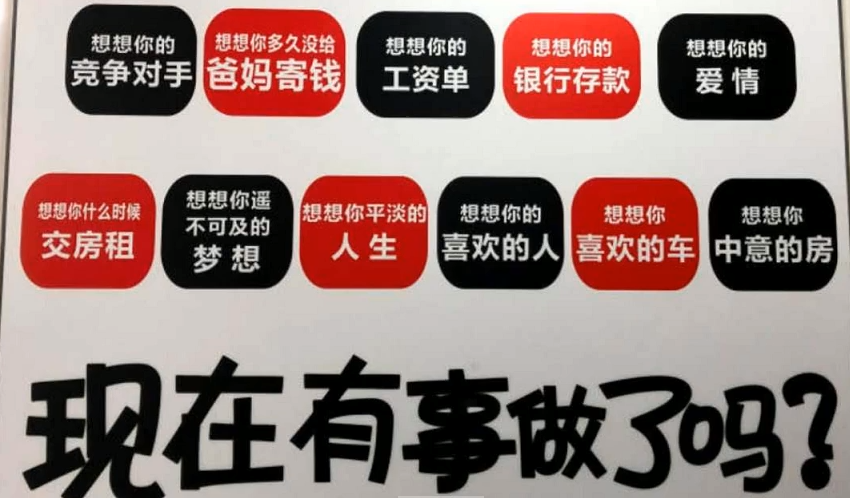 想想你的
竞争对手
想想你多久没给
爸妈寄钱
想想你的
工资单
想想你的
银行存款
想想你的
爱情
想想你什么时候
交房租
想想你遥
不可及的
梦想
想想你平淡的
人生
想想你的
喜欢的人
想想你
喜欢的车
想想你
中意的房
现在有事做了吗?